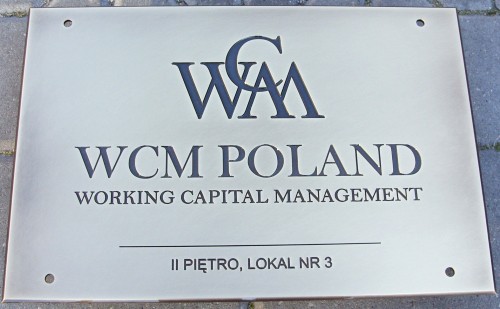 WCM
WCM POLAND
WORKING CAPITAL MANAGEMENT
II PIĘTRO, LOKAL NR 3